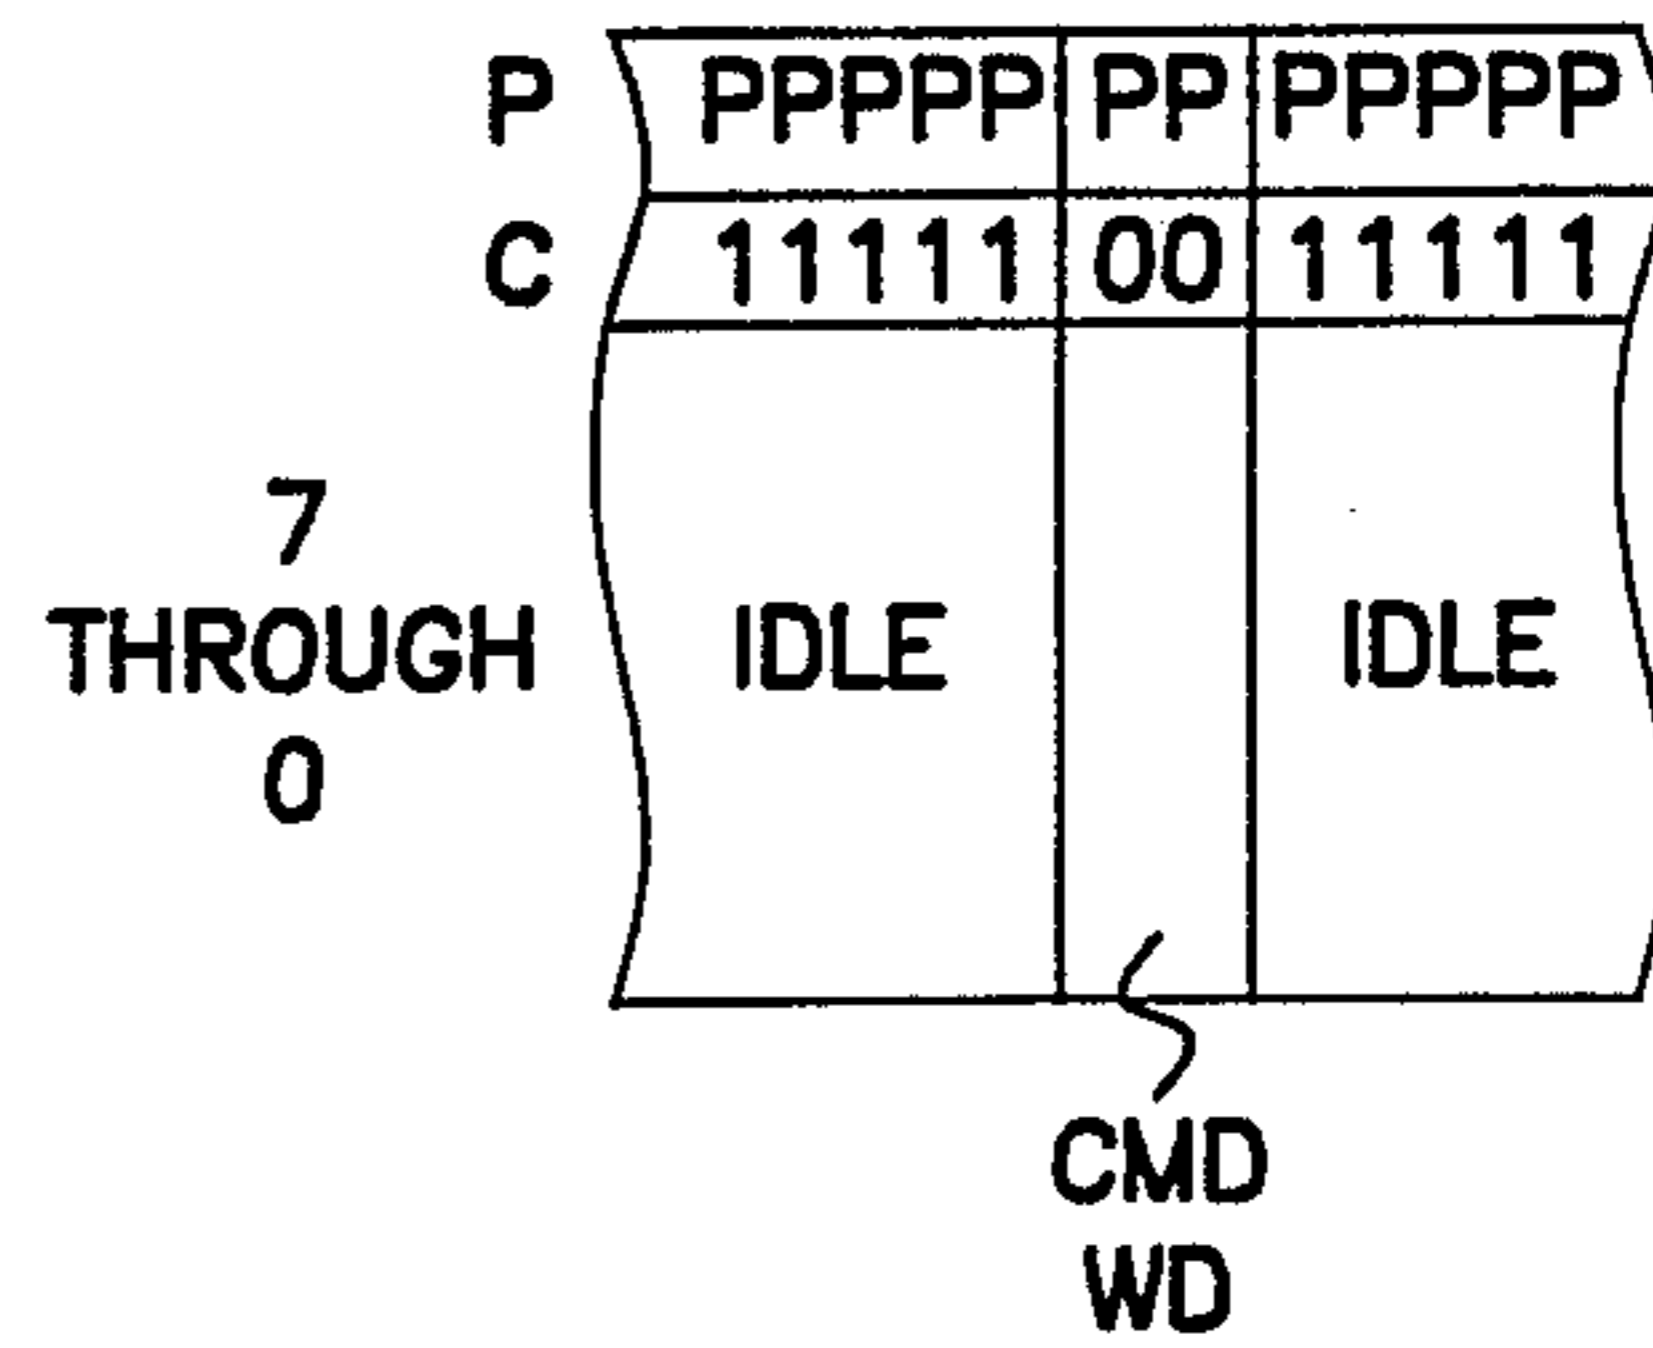 P PPPPP PP PPPPP
C 11111 00 11111
7
THROUGH
0
IDLE
IDLE
CMD
WD